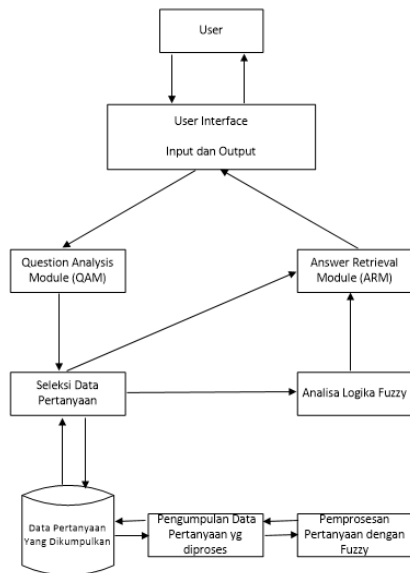 User
User Interface
Input dan Output
Question Analysis
Module (QAM)
Answer Retrieval
Module (ARM)
Seleksi Data
Pertanyaan
Analisa Logika Fuzzy
Data Pertanyaan
Yang Dikumpulkan
Pengumpulan Data
Pertanyaan yg
diproses
Pemprosesan
Pertanyaan dengan
Fuzzy